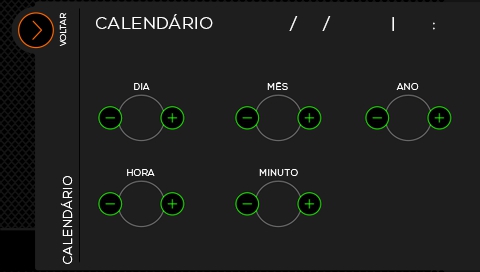 VOLTAR
CALENDÁRIO / / | :
DIA MÊS ANO
- + - + - +
HORA MINUTO
- + - +
CALENDÁRIO